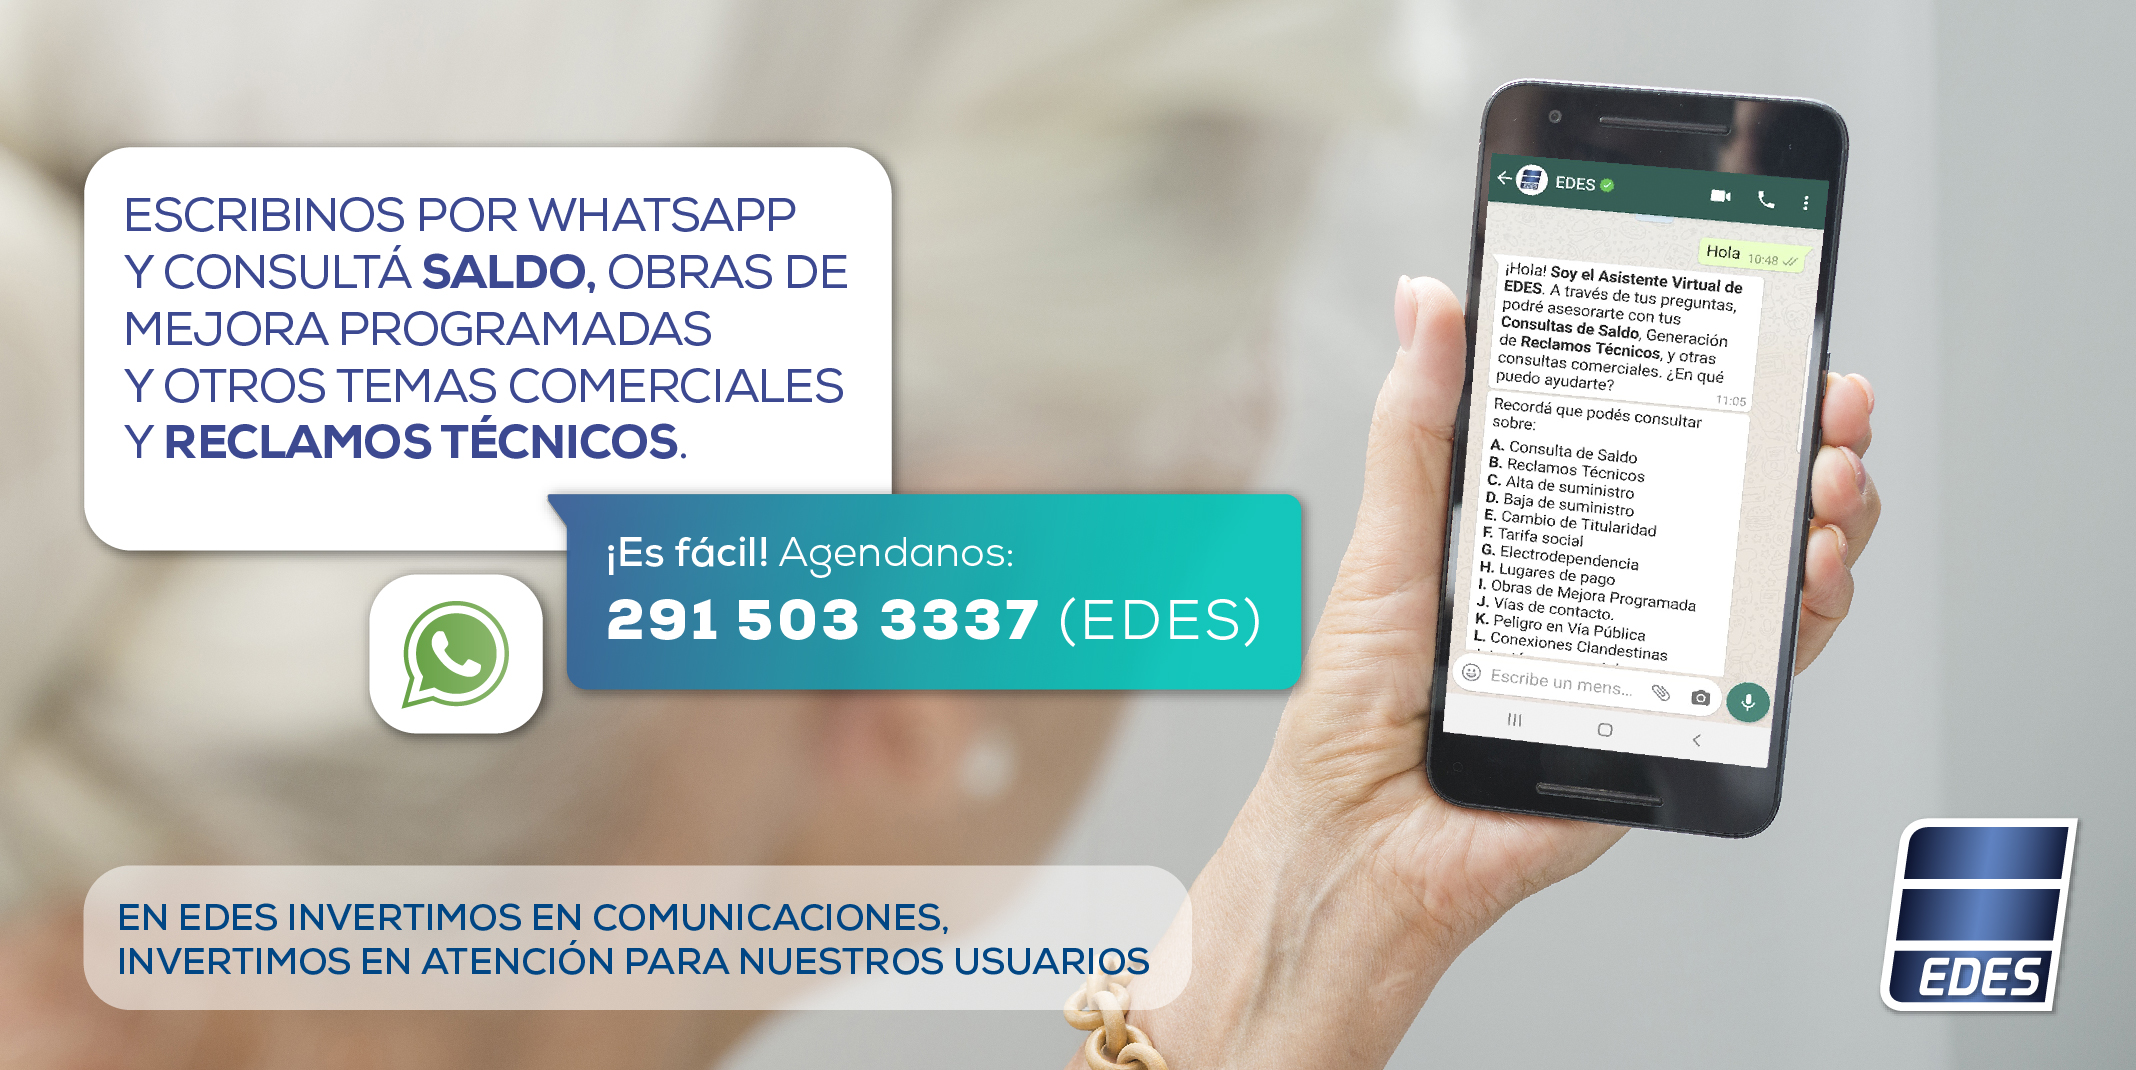 ESCRIBINOS POR WHATSAPP
Y CONSULTÁ SALDO, OBRAS DE
MEJORA PROGRAMADAS
Y OTROS TEMAS COMERCIALES
Y RECLAMOS TÉCNICOS.
¡Es fácil! Agendanos:
291 503 3337 (EDES)
EN EDES INVERTIMOS EN COMUNICACIONES,
INVERTIMOS EN ATENCIÓN PARA NUESTROS USUARIOS
EDES
Hola 10:48
¡Hola! Soy el Asistente Virtual de
EDES. A través de tus preguntas,
podré asesorarte con tus
Consultas de Saldo, Generación
de Reclamos Técnicos, y otras
consultas comerciales. ¿En qué
puedo ayudarte?
11:05
Recordá que podés consultar
sobre:
A. Consulta de Saldo
B. Reclamos Técnicos
C. Alta de suministro
D. Baja de suministro
E. Cambio de Titularidad
F. Tarifa social
G. Electrodependencia
H. Lugares de pago
I. Obras de Mejora Programada
J. Vías de contacto.
K. Peligro en Vía Pública
L. Conexiones Clandestinas
Escribe un mens...
EDES